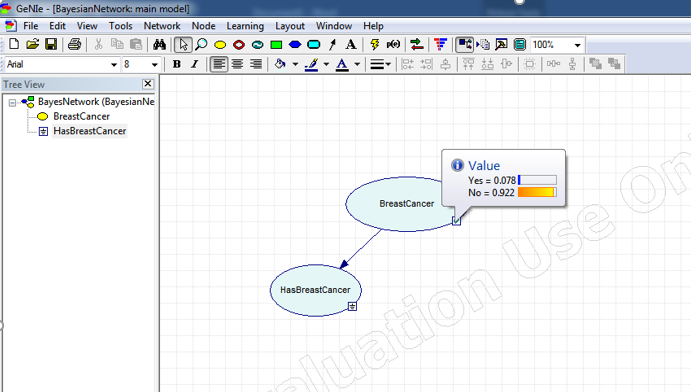 GeNIe - [BayesianNetwork: main model]
File Edit View Tools Network Node Learning Layout Window Help
100%
Arial 8 B I A
Tree View
BayesNetwork (BayesianNe
BreastCancer
HasBreastCancer
Value
Yes = 0.078
No = 0.922
BreastCancer
HasBreastCancer
valuation Use On